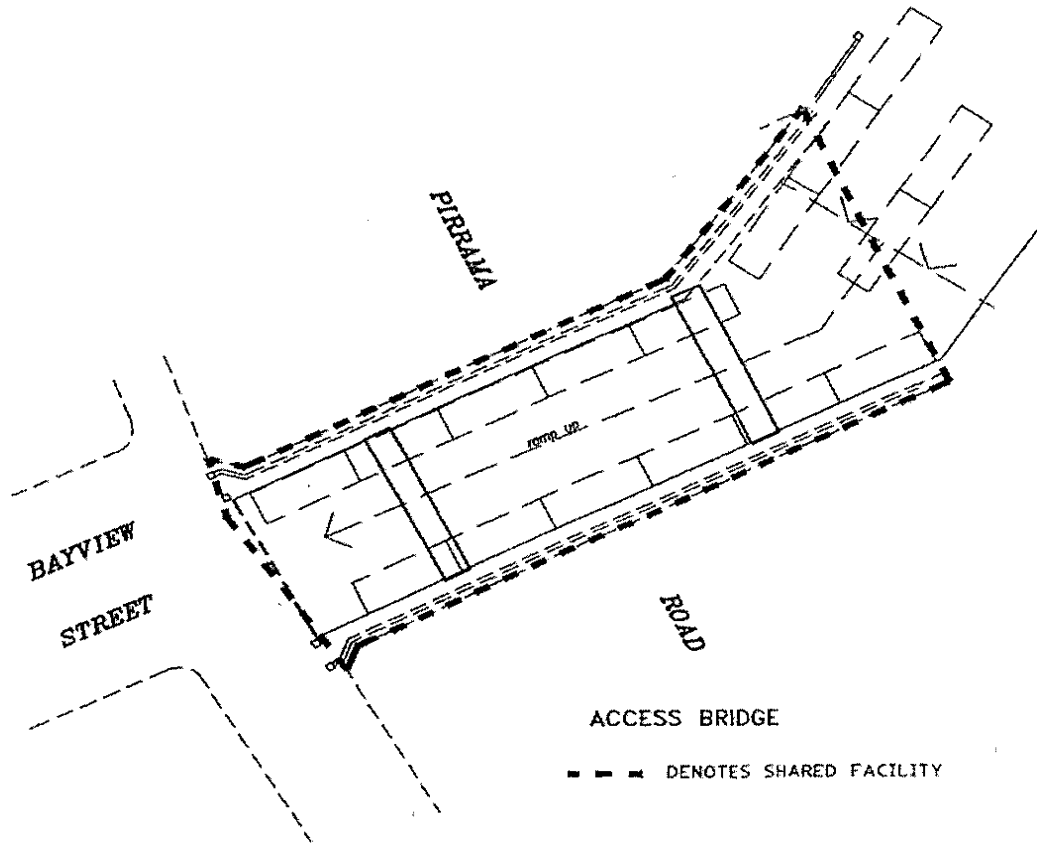 PIRRAMA
ramp up
BAYVIEW
STREET
ROAD
ACCESS BRIDGE
DENOTES SHARED FACILITY